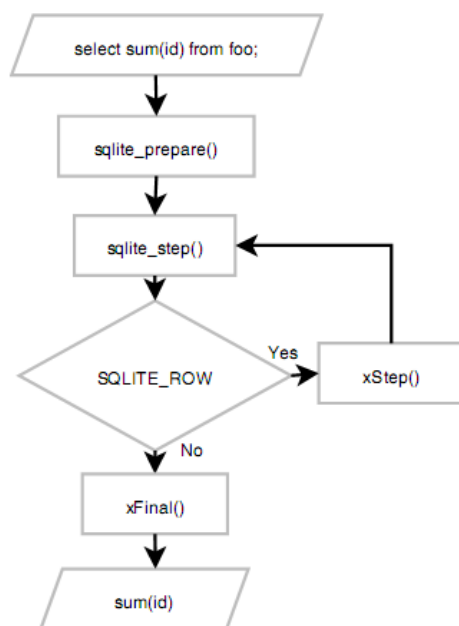 select sum(id) from foo;
sqlite_prepare()
sqlite_step()
SQLITE_ROW
Yes
xStep()
No
xFinal()
sum(id)